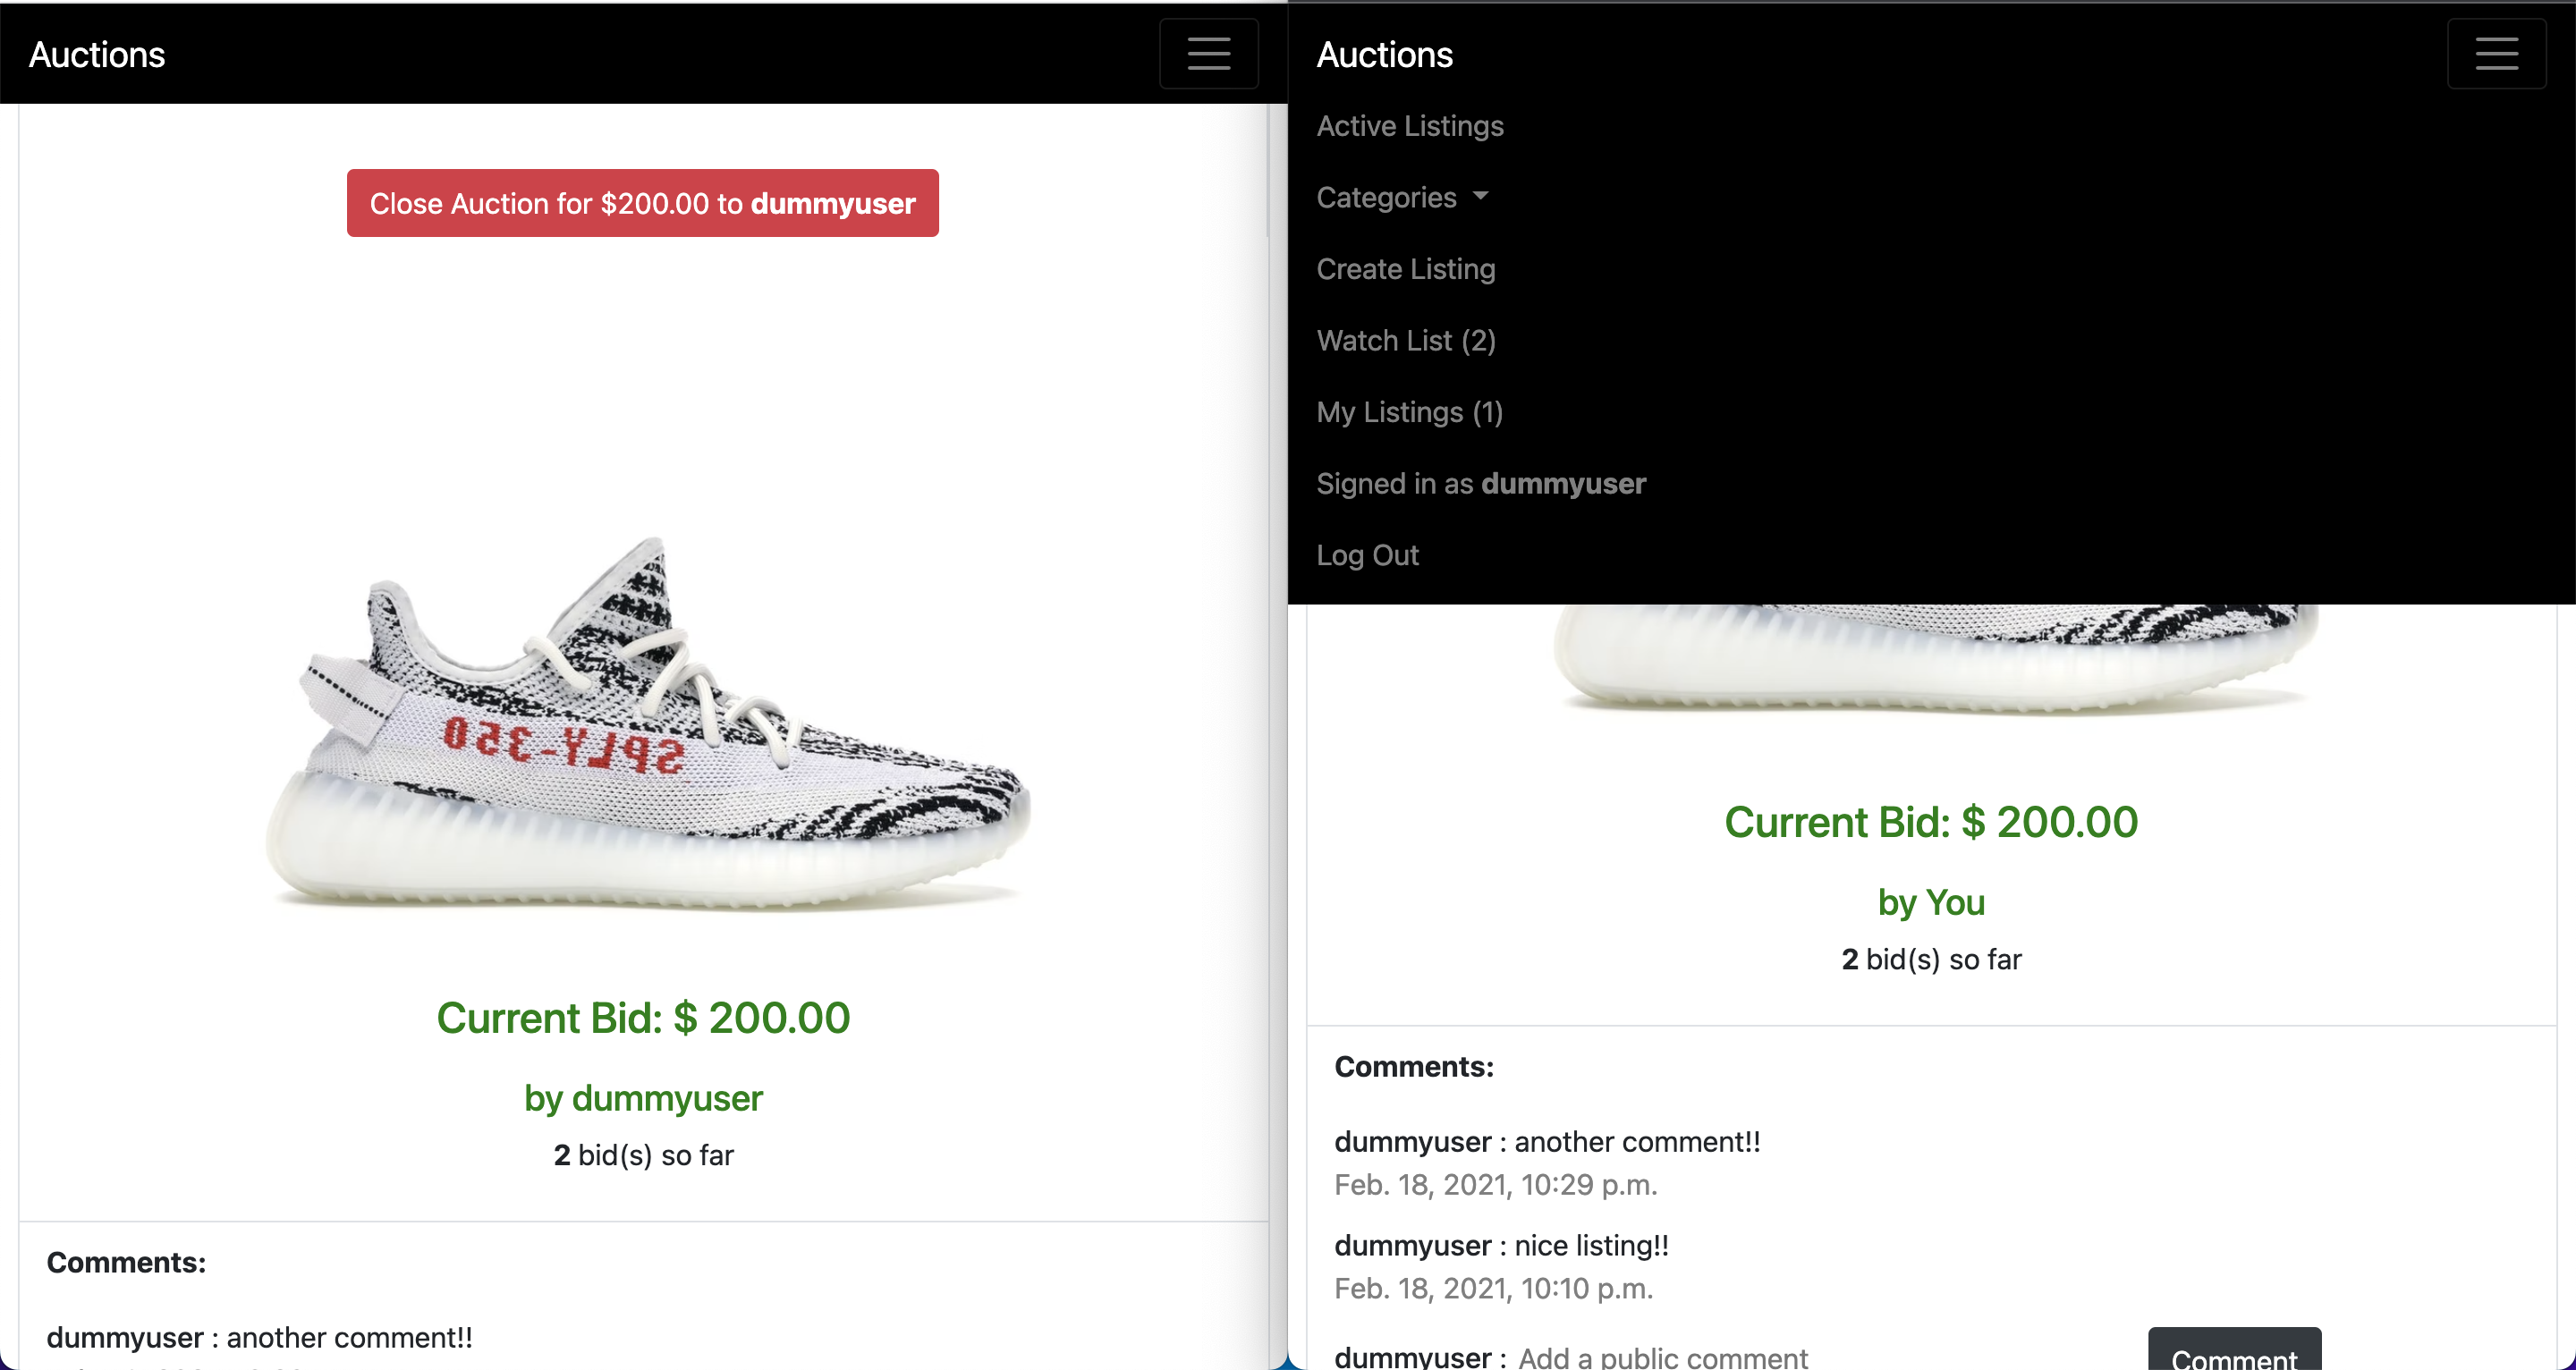 Auctions
Close Auction for $200.00 to dummyuser
SPLY-350
Current Bid: $ 200.00
by dummyuser
2 bid(s) so far
Comments:
dummyuser : another comment!!
Auctions
Active Listings
Categories
Create Listing
Watch List (2)
My Listings (1)
Signed in as dummyuser
Log Out
Current Bid: $ 200.00
by You
2 bid(s) so far
Comments:
dummyuser : another comment!!
Feb. 18, 2021, 10:29 p.m.
dummyuser : nice listing!!
Feb. 18, 2021, 10:10 p.m.
dummyuser : Add a public comment
Comment